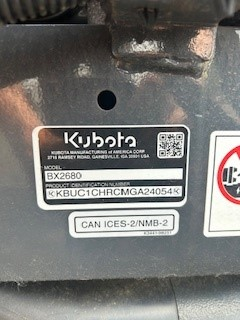 Kubota
KUBOTA MANUFACTURING of AMERICA CORP
3715 RAMSEY ROAD, GAINESVILLE, GA 30501 USA
MODEL
BX2680
PRODUCT IDENTIFICATION NUMBER
KBUC1CHRCMGA24054
CAN ICES-2/NMB-2